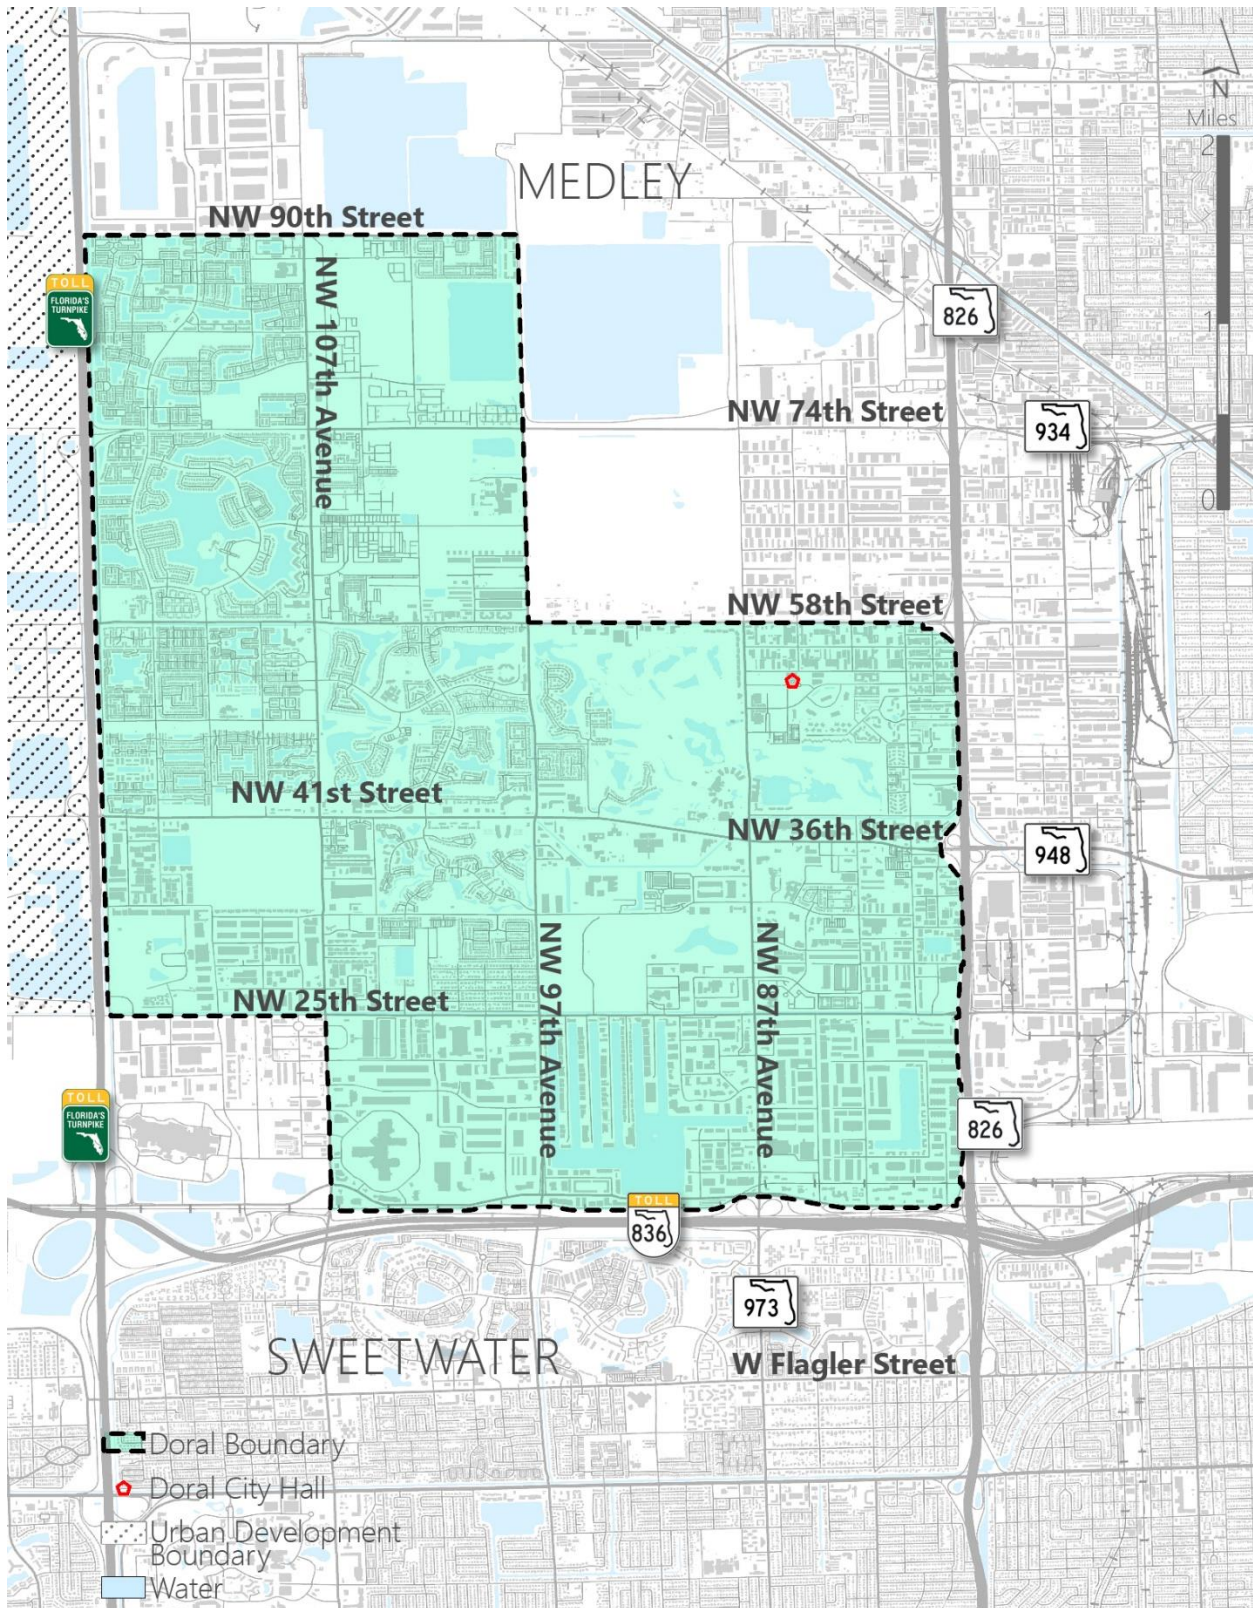 N
Miles
2
MEDLEY
NW 90th Street
TOLL
FLORIDA'S
TURNPIKE
NW 107th Avenue
826
1
NW 74th Street
934
0
NW 58th Street
NW 41st Street
NW 36th Street
948
NW 25th Street
NW 97th Avenue
NW 87th Avenue
TOLL
FLORIDA'S
TURNPIKE
826
TOLL
836
973
SWEETWATER
W Flagler Street
Doral Boundary
Doral City Hall
Urban Development
Boundary
Water